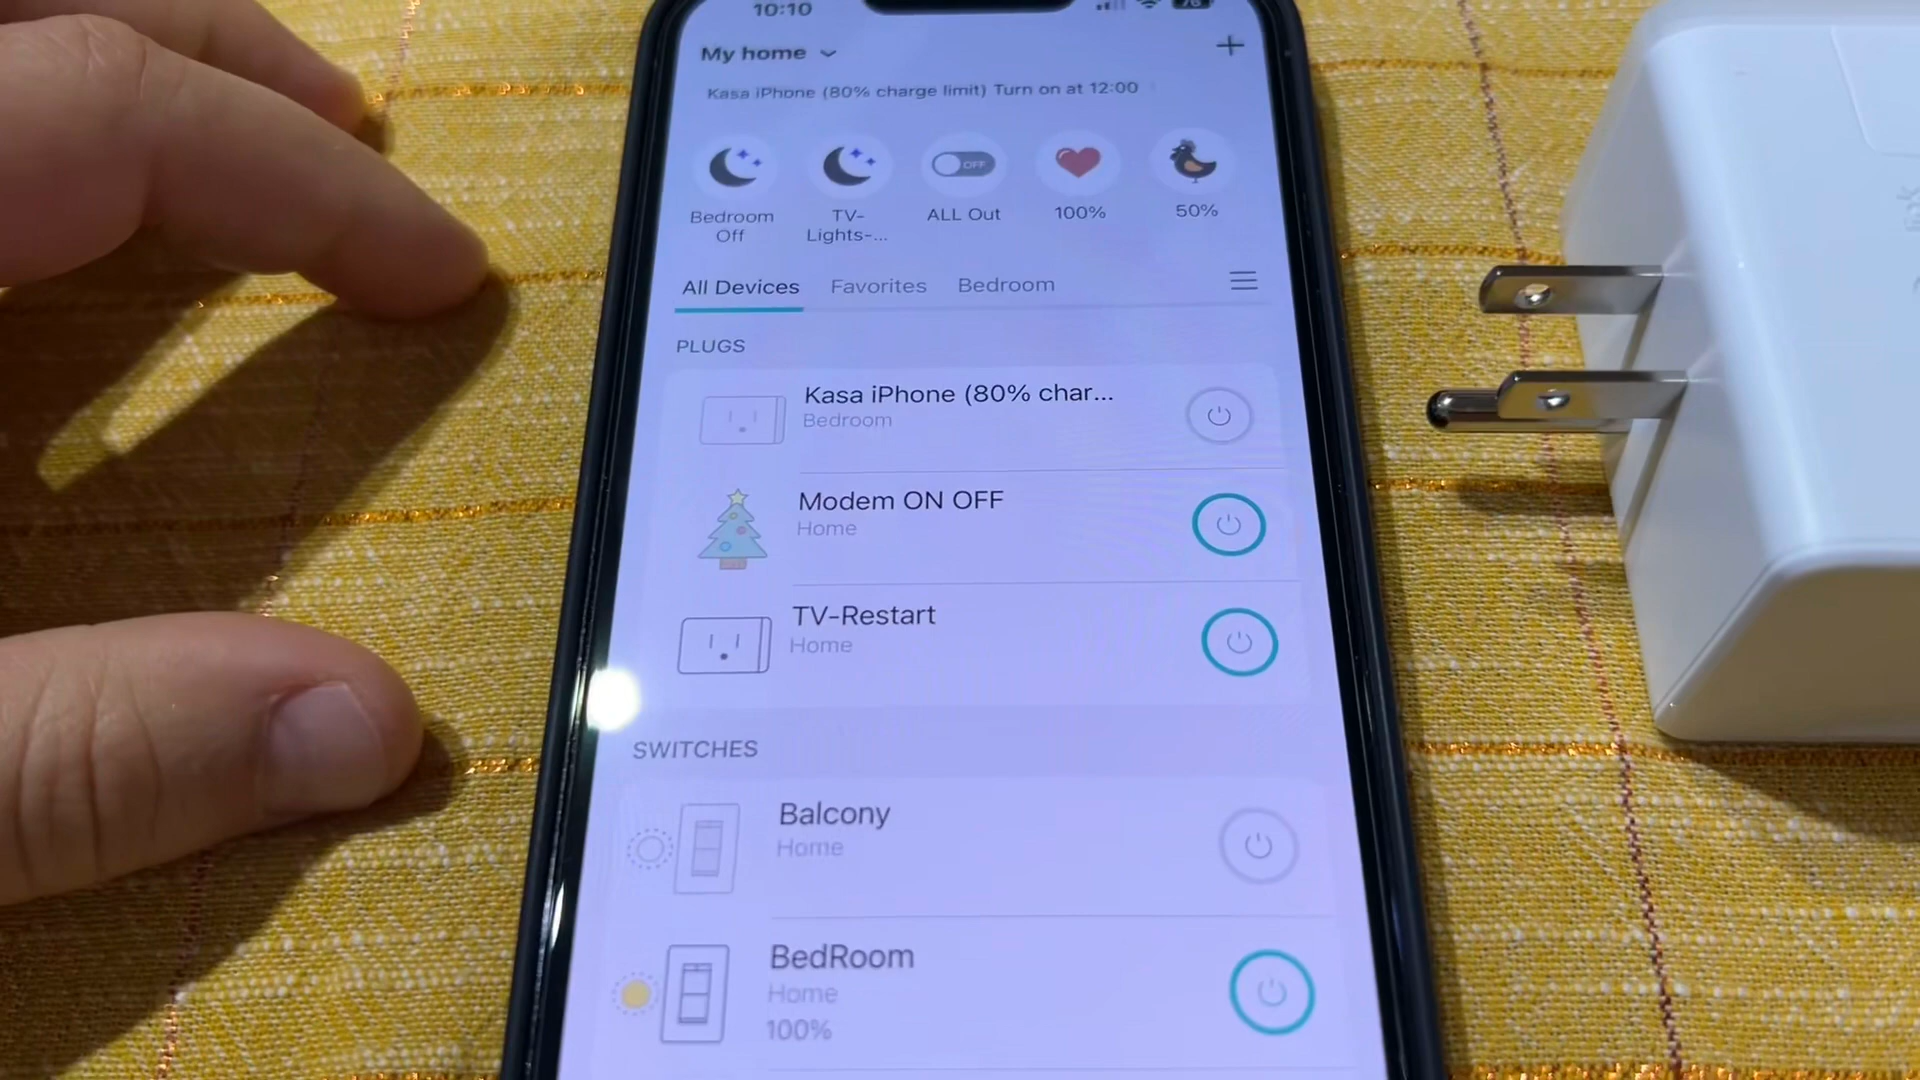 10:10
76
My home
Kasa iPhone (80% charge limit) Turn on at 12:00
Bedroom Off
TV-Lights-...
OFF
ALL Out
100%
50%
All Devices
Favorites
Bedroom
PLUGS
Kasa iPhone (80% char...
Bedroom
Modem ON OFF
Home
TV-Restart
Home
SWITCHES
Balcony
Home
BedRoom
Home
100%